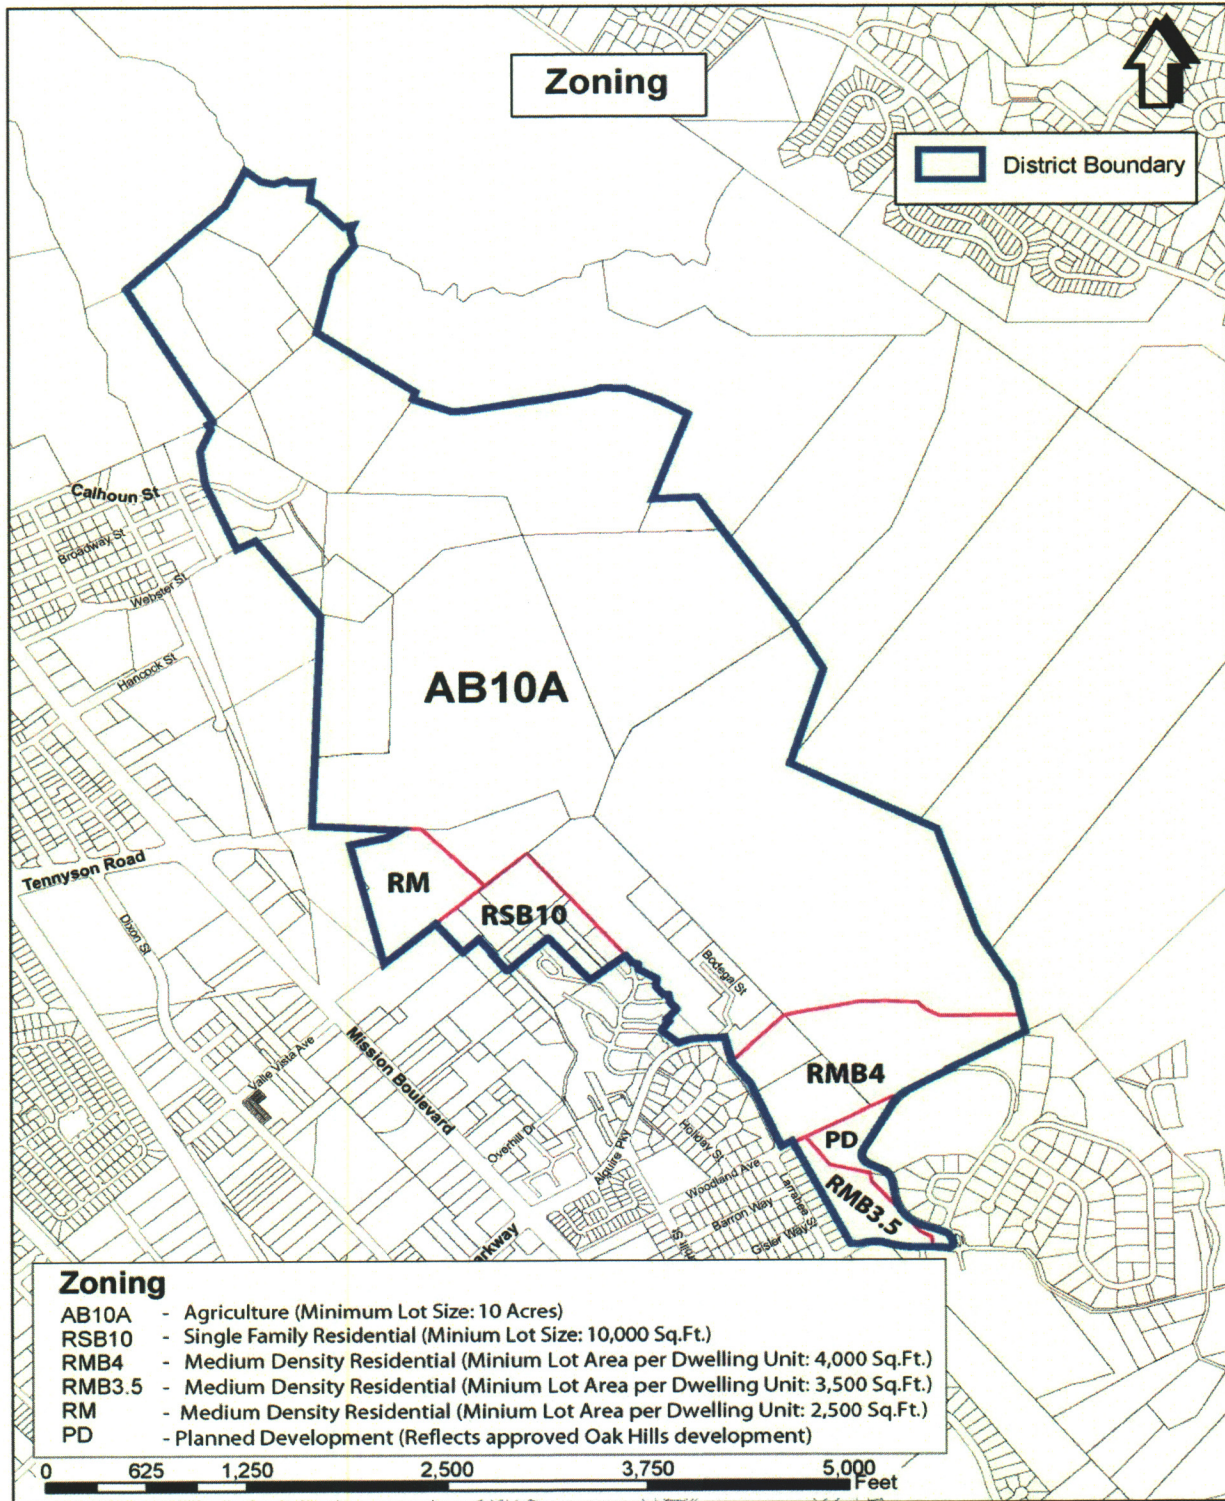 Zoning
District Boundary
Calhoun St
Broadway St
Webster St
Hancock St
AB10A
Tennyson Road
RM
RSB10
Dixon St
Bodega St
Mission Boulevard
Valle Vista Ave
RMB4
PD
Overhill Dr
Alquire Pky
Holiday St
Woodland Ave
Larrabee St
RMB3.5
Barron Way
Gisler Way
arkway
Zoning
AB10A - Agriculture (Minimum Lot Size: 10 Acres)
RSB10 - Single Family Residential (Minium Lot Size: 10,000 Sq.Ft.)
RMB4 - Medium Density Residential (Minium Lot Area per Dwelling Unit: 4,000 Sq.Ft.)
RMB3.5 - Medium Density Residential (Minium Lot Area per Dwelling Unit: 3,500 Sq.Ft.)
RM - Medium Density Residential (Minium Lot Area per Dwelling Unit: 2,500 Sq.Ft.)
PD - Planned Development (Reflects approved Oak Hills development)
0 625 1,250 2,500 3,750 5,000
Feet